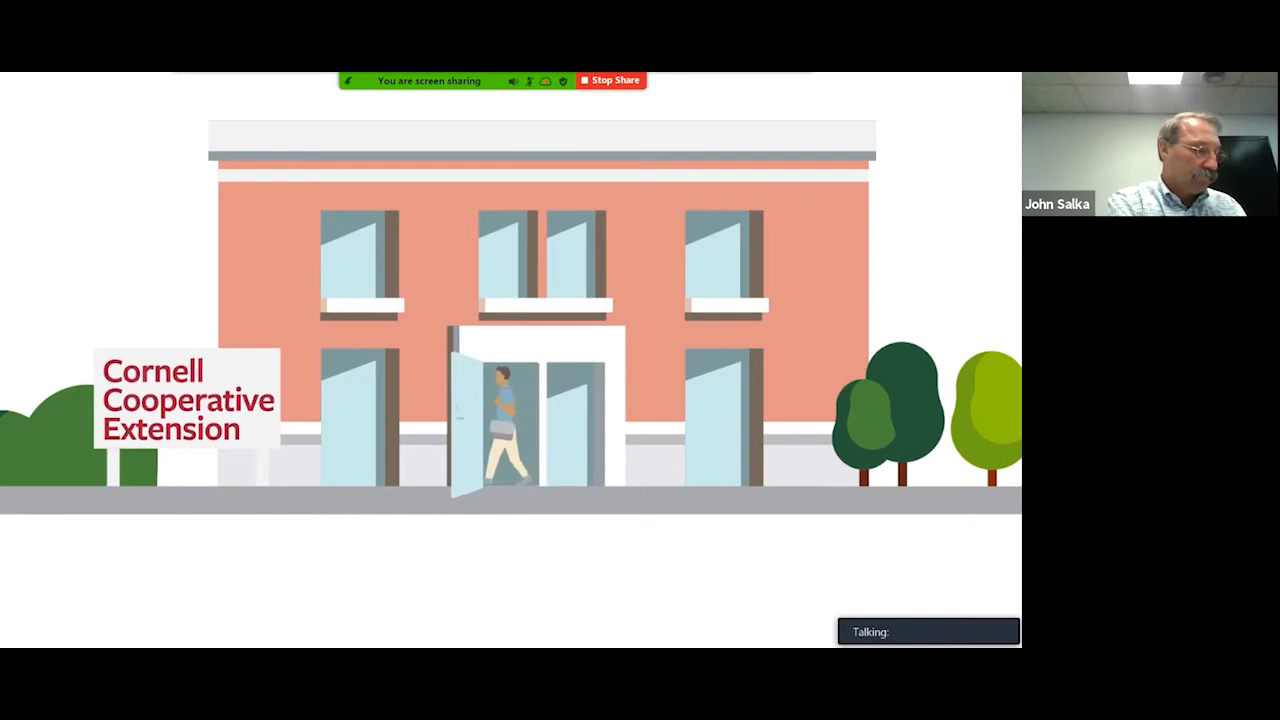 You are screen sharing
Stop Share
John Salka
Cornell
Cooperative
Extension
Talking: